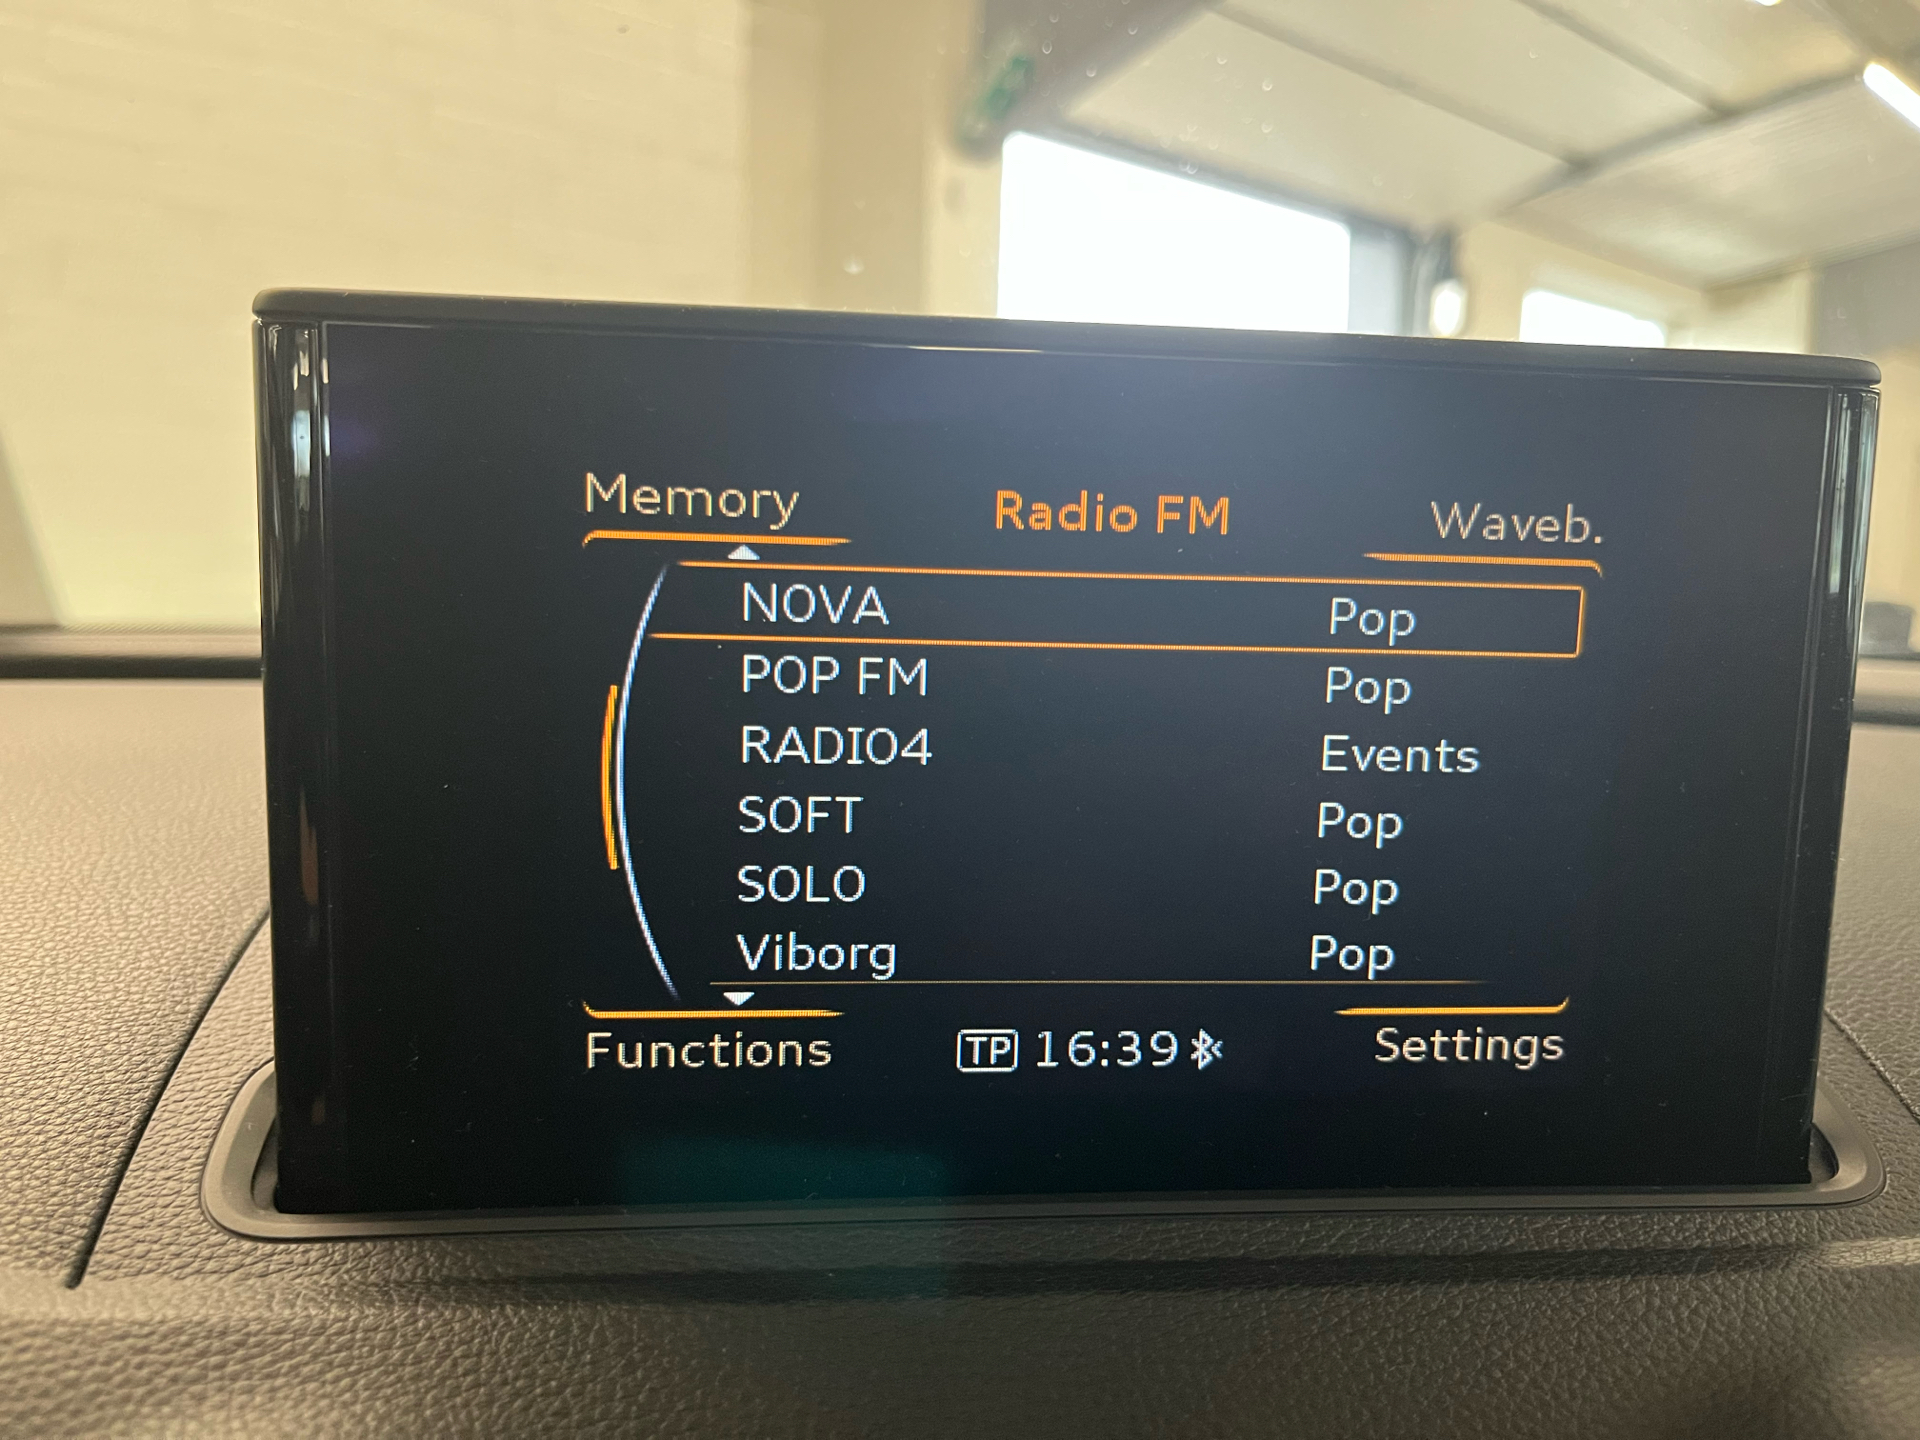 Memory Radio FM Waveb.
NOVA Pop
POP FM Pop
RADIO4 Events
SOFT Pop
SOLO Pop
Viborg Pop
Functions TP 16:39 Settings